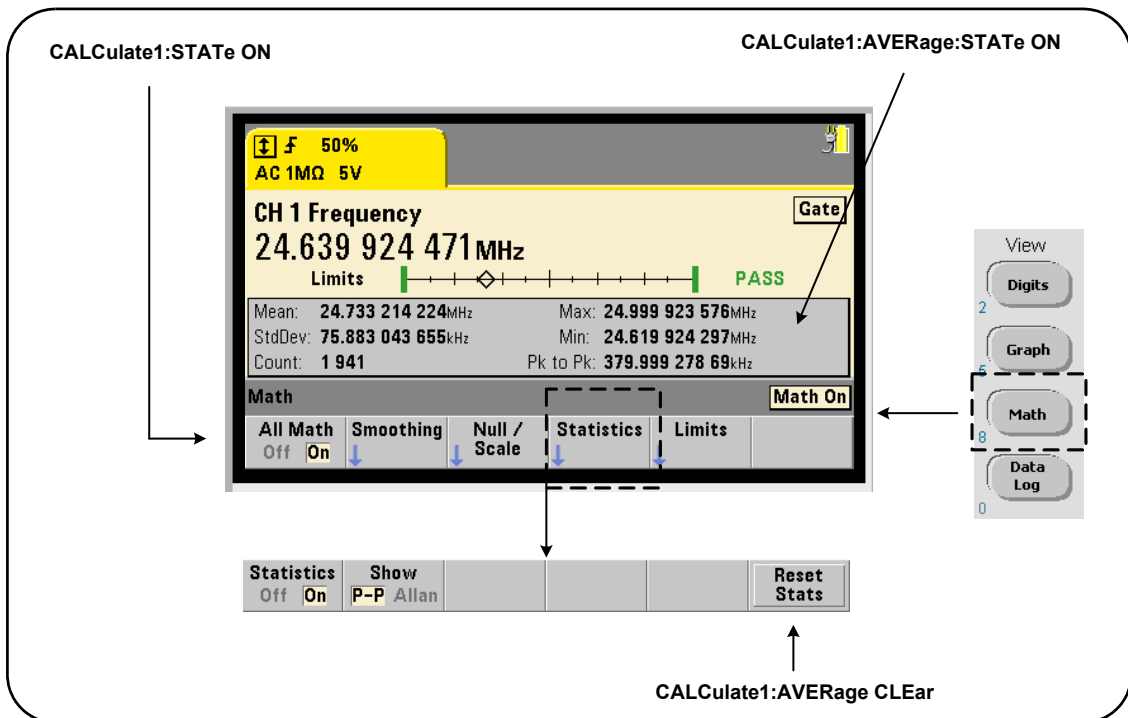 CALCulate1:STATe ON
CALCulate1:AVERage:STATe ON
50%
AC 1MΩ 5V
CH 1 Frequency
Gate
24.639 924 471 MHz
Limits PASS
Mean: 24.733 214 224MHz Max: 24.999 923 576MHz
StdDev: 75.883 043 655kHz Min: 24.619 924 297MHz
Count: 1 941 Pk to Pk: 379.999 278 69kHz
Math Math On
All Math Smoothing Null / Statistics Limits
Off On Scale
View
Digits
2
Graph
5
Math
8
Data
Log
0
Statistics Show Reset
Off On P-P Allan Stats
CALCulate1:AVERage CLEar